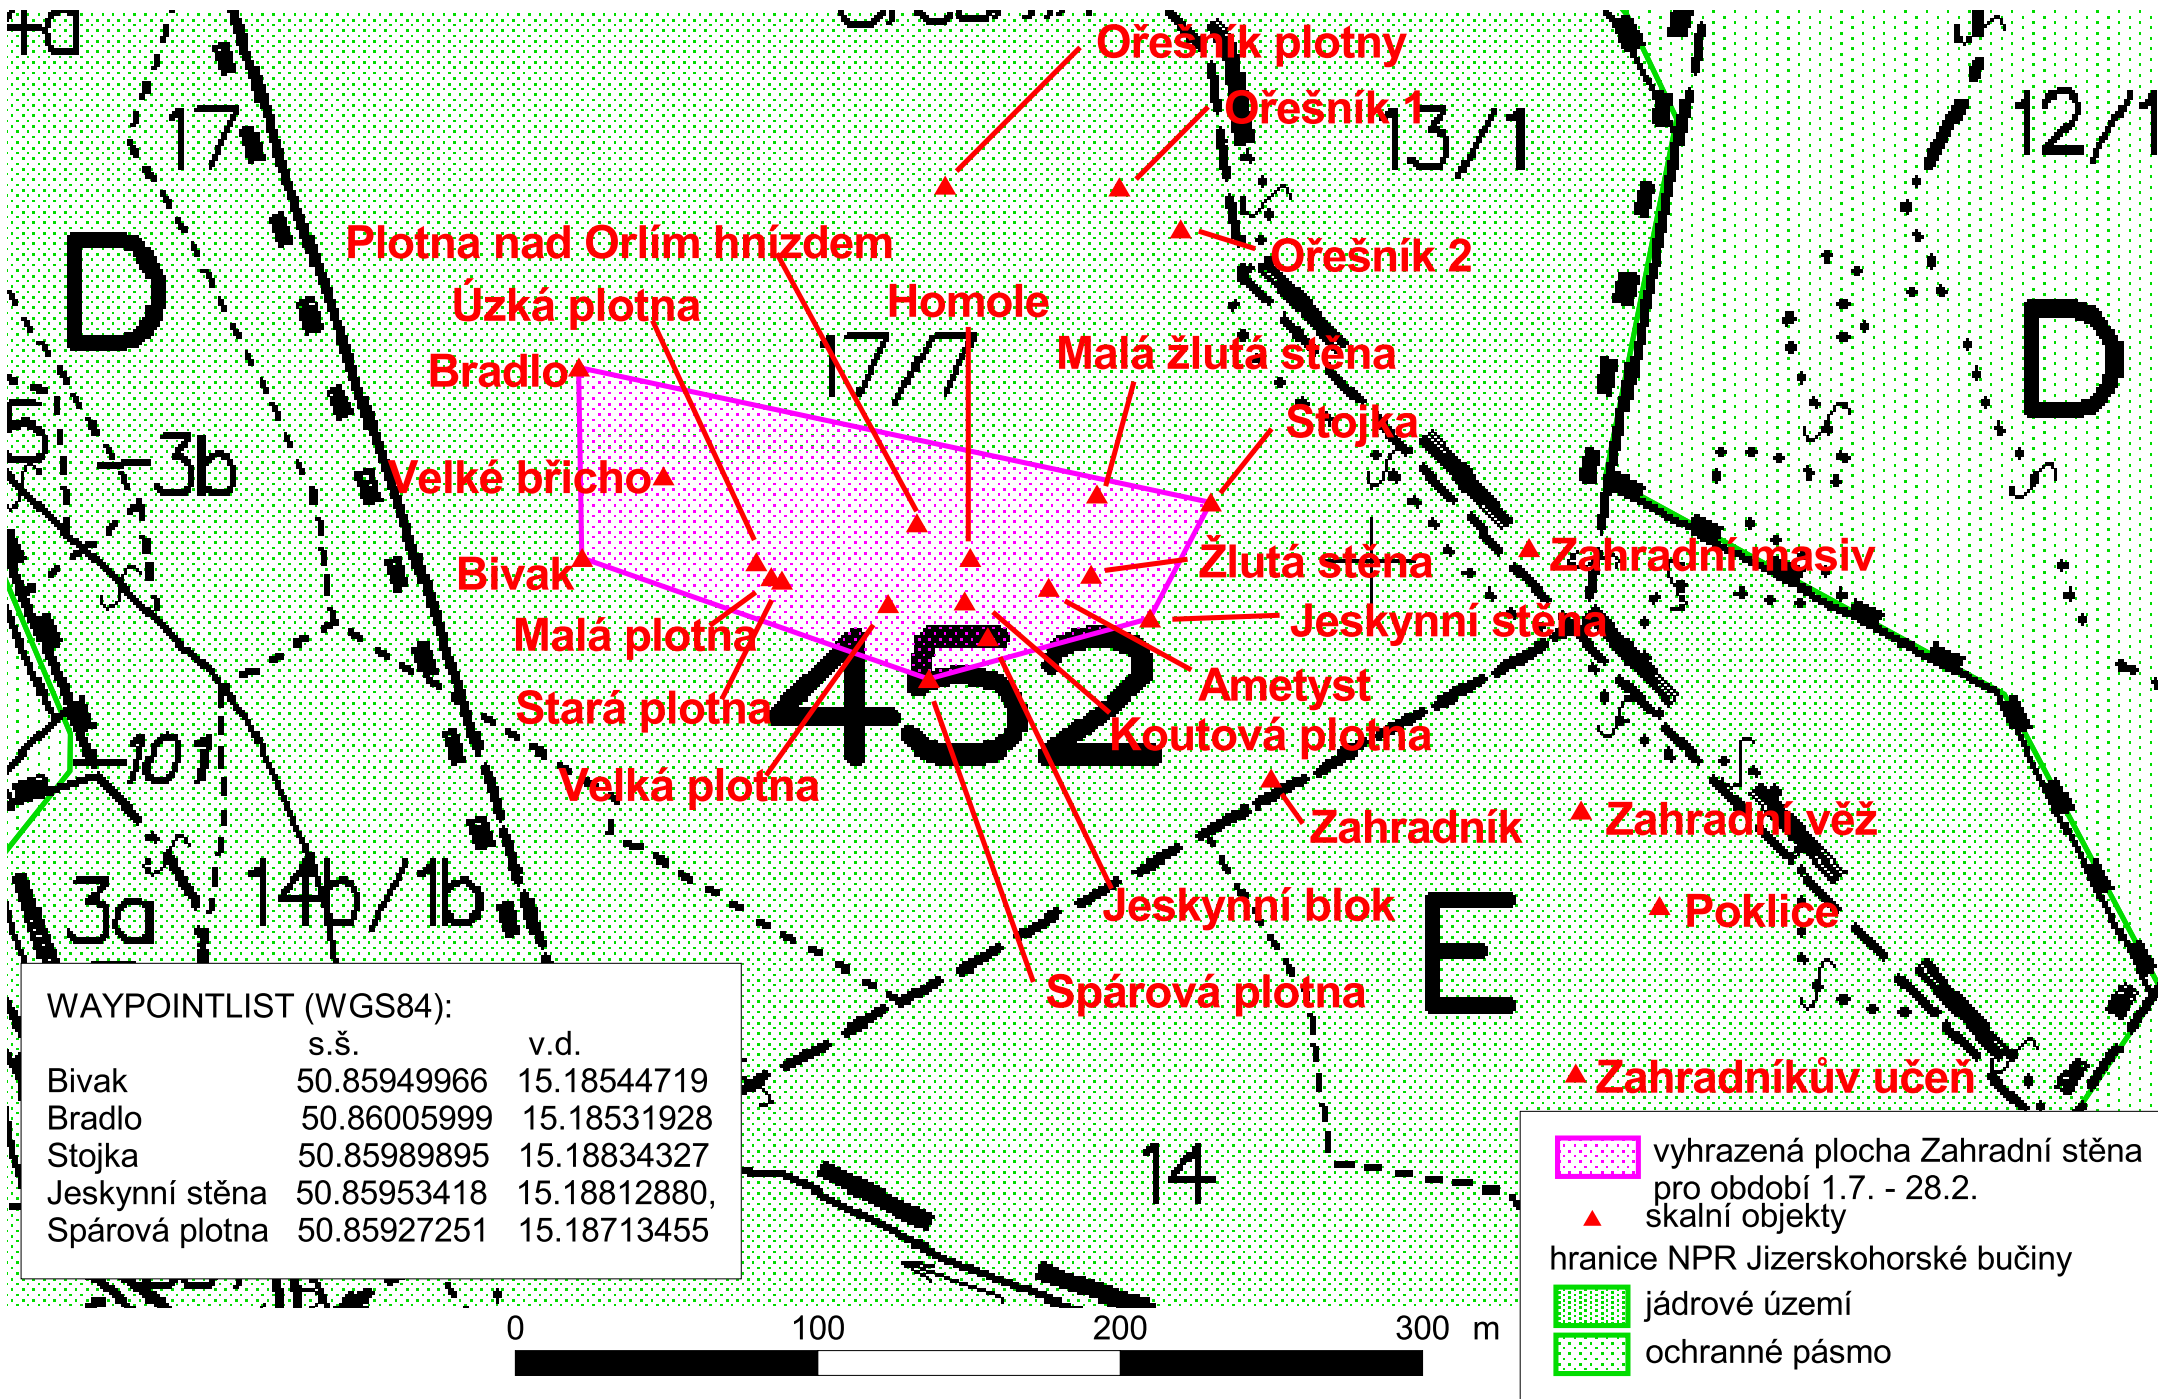 Ořešník plotny
Ořešník 1
17
13/1
12/1
D
Plotna nad Orlím hnízdem
Ořešník 2
Úzká plotna
Homole
17/7
Malá žlutá stěna
D
Bradlo
Stojka
5
3b
Velké břicho
Bivak
Žlutá stěna
Zahradní masiv
Malá plotna
Jeskynní stěna
452
Stará plotna
Ametyst
Koutová plotna
101
Velká plotna
Zahradník
Zahradní věž
3a
14b/1b
Jeskynní blok
E
Poklice
Spárová plotna
Zahradníkův učeň
14
WAYPOINTLIST (WGS84):
s.š. v.d.
Bivak 50.85949966 15.18544719
Bradlo 50.86005999 15.18531928
Stojka 50.85989895 15.18834327
Jeskynní stěna 50.85953418 15.18812880,
Spárová plotna 50.85927251 15.18713455
vyhrazená plocha Zahradní stěna
pro období 1.7. - 28.2.
skalní objekty
hranice NPR Jizerskohorské bučiny
jádrové území
ochranné pásmo
0 100 200 300 m